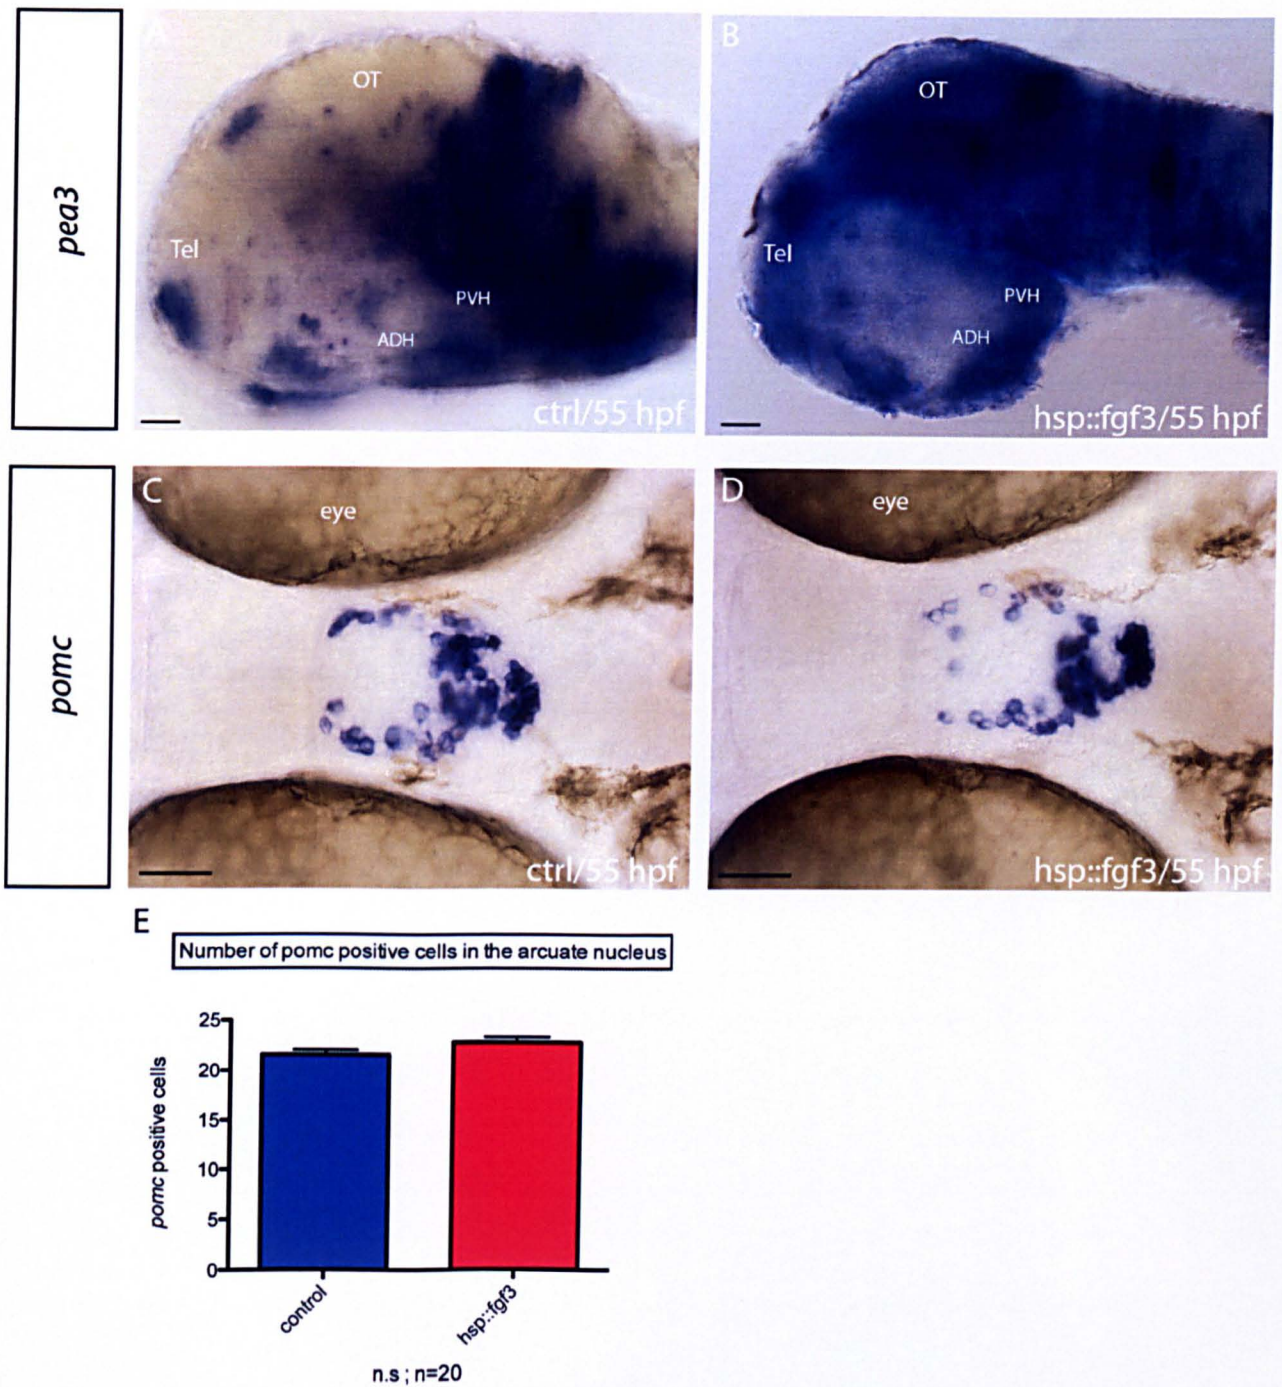 pea3
A
OT
Tel
PVH
ADH
ctrl/55 hpf
B
OT
Tel
PVH
ADH
hsp::fgf3/55 hpf
pomc
C
eye
ctrl/55 hpf
D
eye
hsp::fgf3/55 hpf
E
Number of pomc positive cells in the arcuate nucleus
pomc positive cells
25
20
15
10
5
0
control
hsp::fgf3
n.s ; n=20